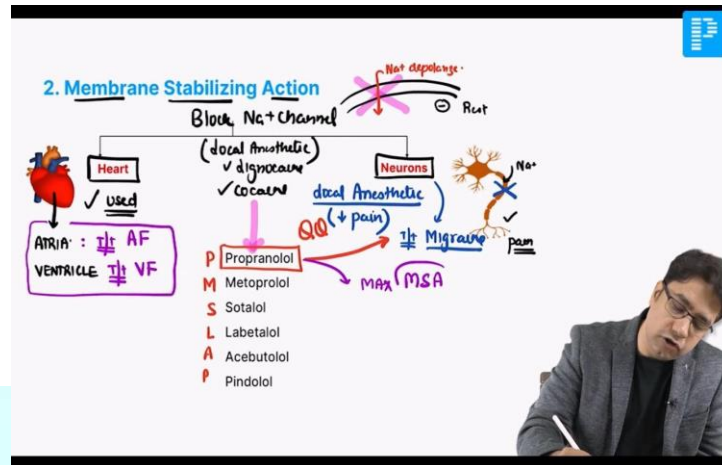 P
Na+ depolarize.
2. Membrane Stabilizing Action
⊖ Rest
Block Na+ channel
(Local Anesthetic)
✓ dignocaine
✓ cocaine
Heart
✓ used
ATRIA : T/t AF
VENTRICLE T/t VF
Neurons
Local Anesthetic
(↓ pain)
T/t Migraine
Na+
✓
pain
QQ
P Propranolol
MAX MSA
M Metoprolol
S Sotalol
L Labetalol
A Acebutolol
P Pindolol